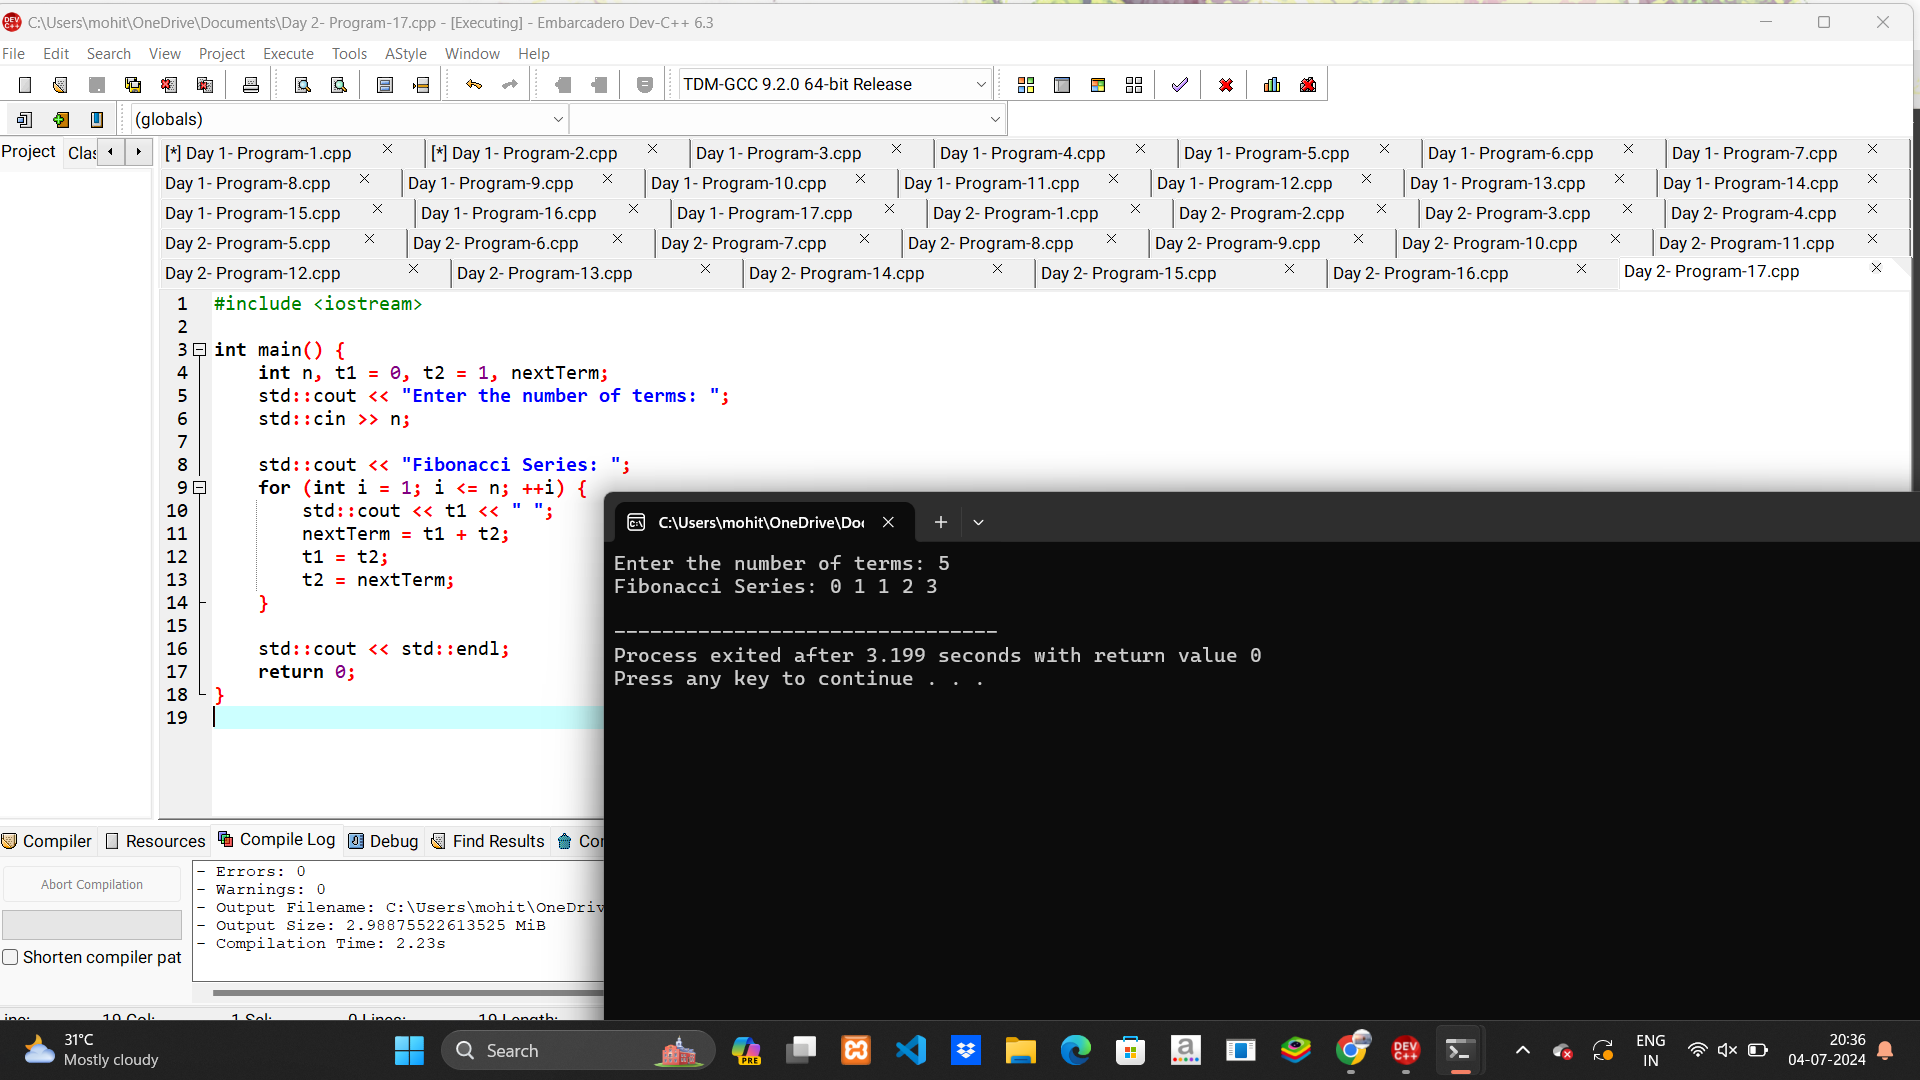 C:\Users\mohit\OneDrive\Documents\Day 2- Program-17.cpp - [Executing] - Embarcadero Dev-C++ 6.3
File Edit Search View Project Execute Tools AStyle Window Help
TDM-GCC 9.2.0 64-bit Release
(globals)
Project Clas [*] Day 1- Program-1.cpp [*] Day 1- Program-2.cpp Day 1- Program-3.cpp Day 1- Program-4.cpp Day 1- Program-5.cpp Day 1- Program-6.cpp Day 1- Program-7.cpp
Day 1- Program-8.cpp Day 1- Program-9.cpp Day 1- Program-10.cpp Day 1- Program-11.cpp Day 1- Program-12.cpp Day 1- Program-13.cpp Day 1- Program-14.cpp
Day 1- Program-15.cpp Day 1- Program-16.cpp Day 1- Program-17.cpp Day 2- Program-1.cpp Day 2- Program-2.cpp Day 2- Program-3.cpp Day 2- Program-4.cpp
Day 2- Program-5.cpp Day 2- Program-6.cpp Day 2- Program-7.cpp Day 2- Program-8.cpp Day 2- Program-9.cpp Day 2- Program-10.cpp Day 2- Program-11.cpp
Day 2- Program-12.cpp Day 2- Program-13.cpp Day 2- Program-14.cpp Day 2- Program-15.cpp Day 2- Program-16.cpp Day 2- Program-17.cpp
1 #include <iostream>
2
3 int main() {
4     int n, t1 = 0, t2 = 1, nextTerm;
5     std::cout << "Enter the number of terms: ";
6     std::cin >> n;
7
8     std::cout << "Fibonacci Series: ";
9     for (int i = 1; i <= n; ++i) {
10         std::cout << t1 << " ";
11         nextTerm = t1 + t2;
12         t1 = t2;
13         t2 = nextTerm;
14     }
15
16     std::cout << std::endl;
17     return 0;
18 }
19
C:\Users\mohit\OneDrive\Doc
Enter the number of terms: 5
Fibonacci Series: 0 1 1 2 3
--------------------------------
Process exited after 3.199 seconds with return value 0
Press any key to continue . . .
Compiler Resources Compile Log Debug Find Results Con
Abort Compilation
Shorten compiler pat
- Errors: 0
- Warnings: 0
- Output Filename: C:\Users\mohit\OneDriv
- Output Size: 2.98875522613525 MiB
- Compilation Time: 2.23s
19 Col: 1 Sel: 0 Lines: 19 Length:
31°C
Mostly cloudy
Search
PRE
DEV C++
ENG
IN
20:36
04-07-2024